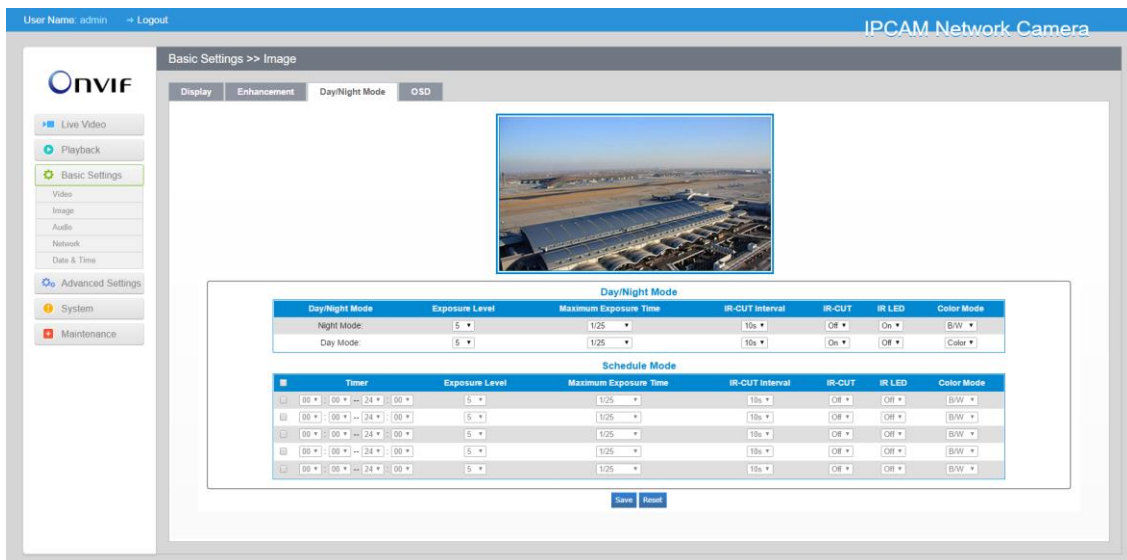 User Name: admin → Logout
IPCAM Network Camera
ONVIF
Basic Settings >> Image
Display Enhancement Day/Night Mode OSD
Live Video
Playback
Basic Settings
Video
Image
Audio
Network
Date & Time
Advanced Settings
System
Maintenance
Day/Night Mode
Day/Night Mode Exposure Level Maximum Exposure Time IR-CUT Interval IR-CUT IR LED Color Mode
Night Mode: 5 1/25 10s Off On B/W
Day Mode: 5 1/25 10s On Off Color
Schedule Mode
Timer Exposure Level Maximum Exposure Time IR-CUT Interval IR-CUT IR LED Color Mode
00 : 00 -- 24 : 00 5 1/25 10s Off Off B/W
00 : 00 -- 24 : 00 5 1/25 10s Off Off B/W
00 : 00 -- 24 : 00 5 1/25 10s Off Off B/W
00 : 00 -- 24 : 00 5 1/25 10s Off Off B/W
00 : 00 -- 24 : 00 5 1/25 10s Off Off B/W
Save Reset